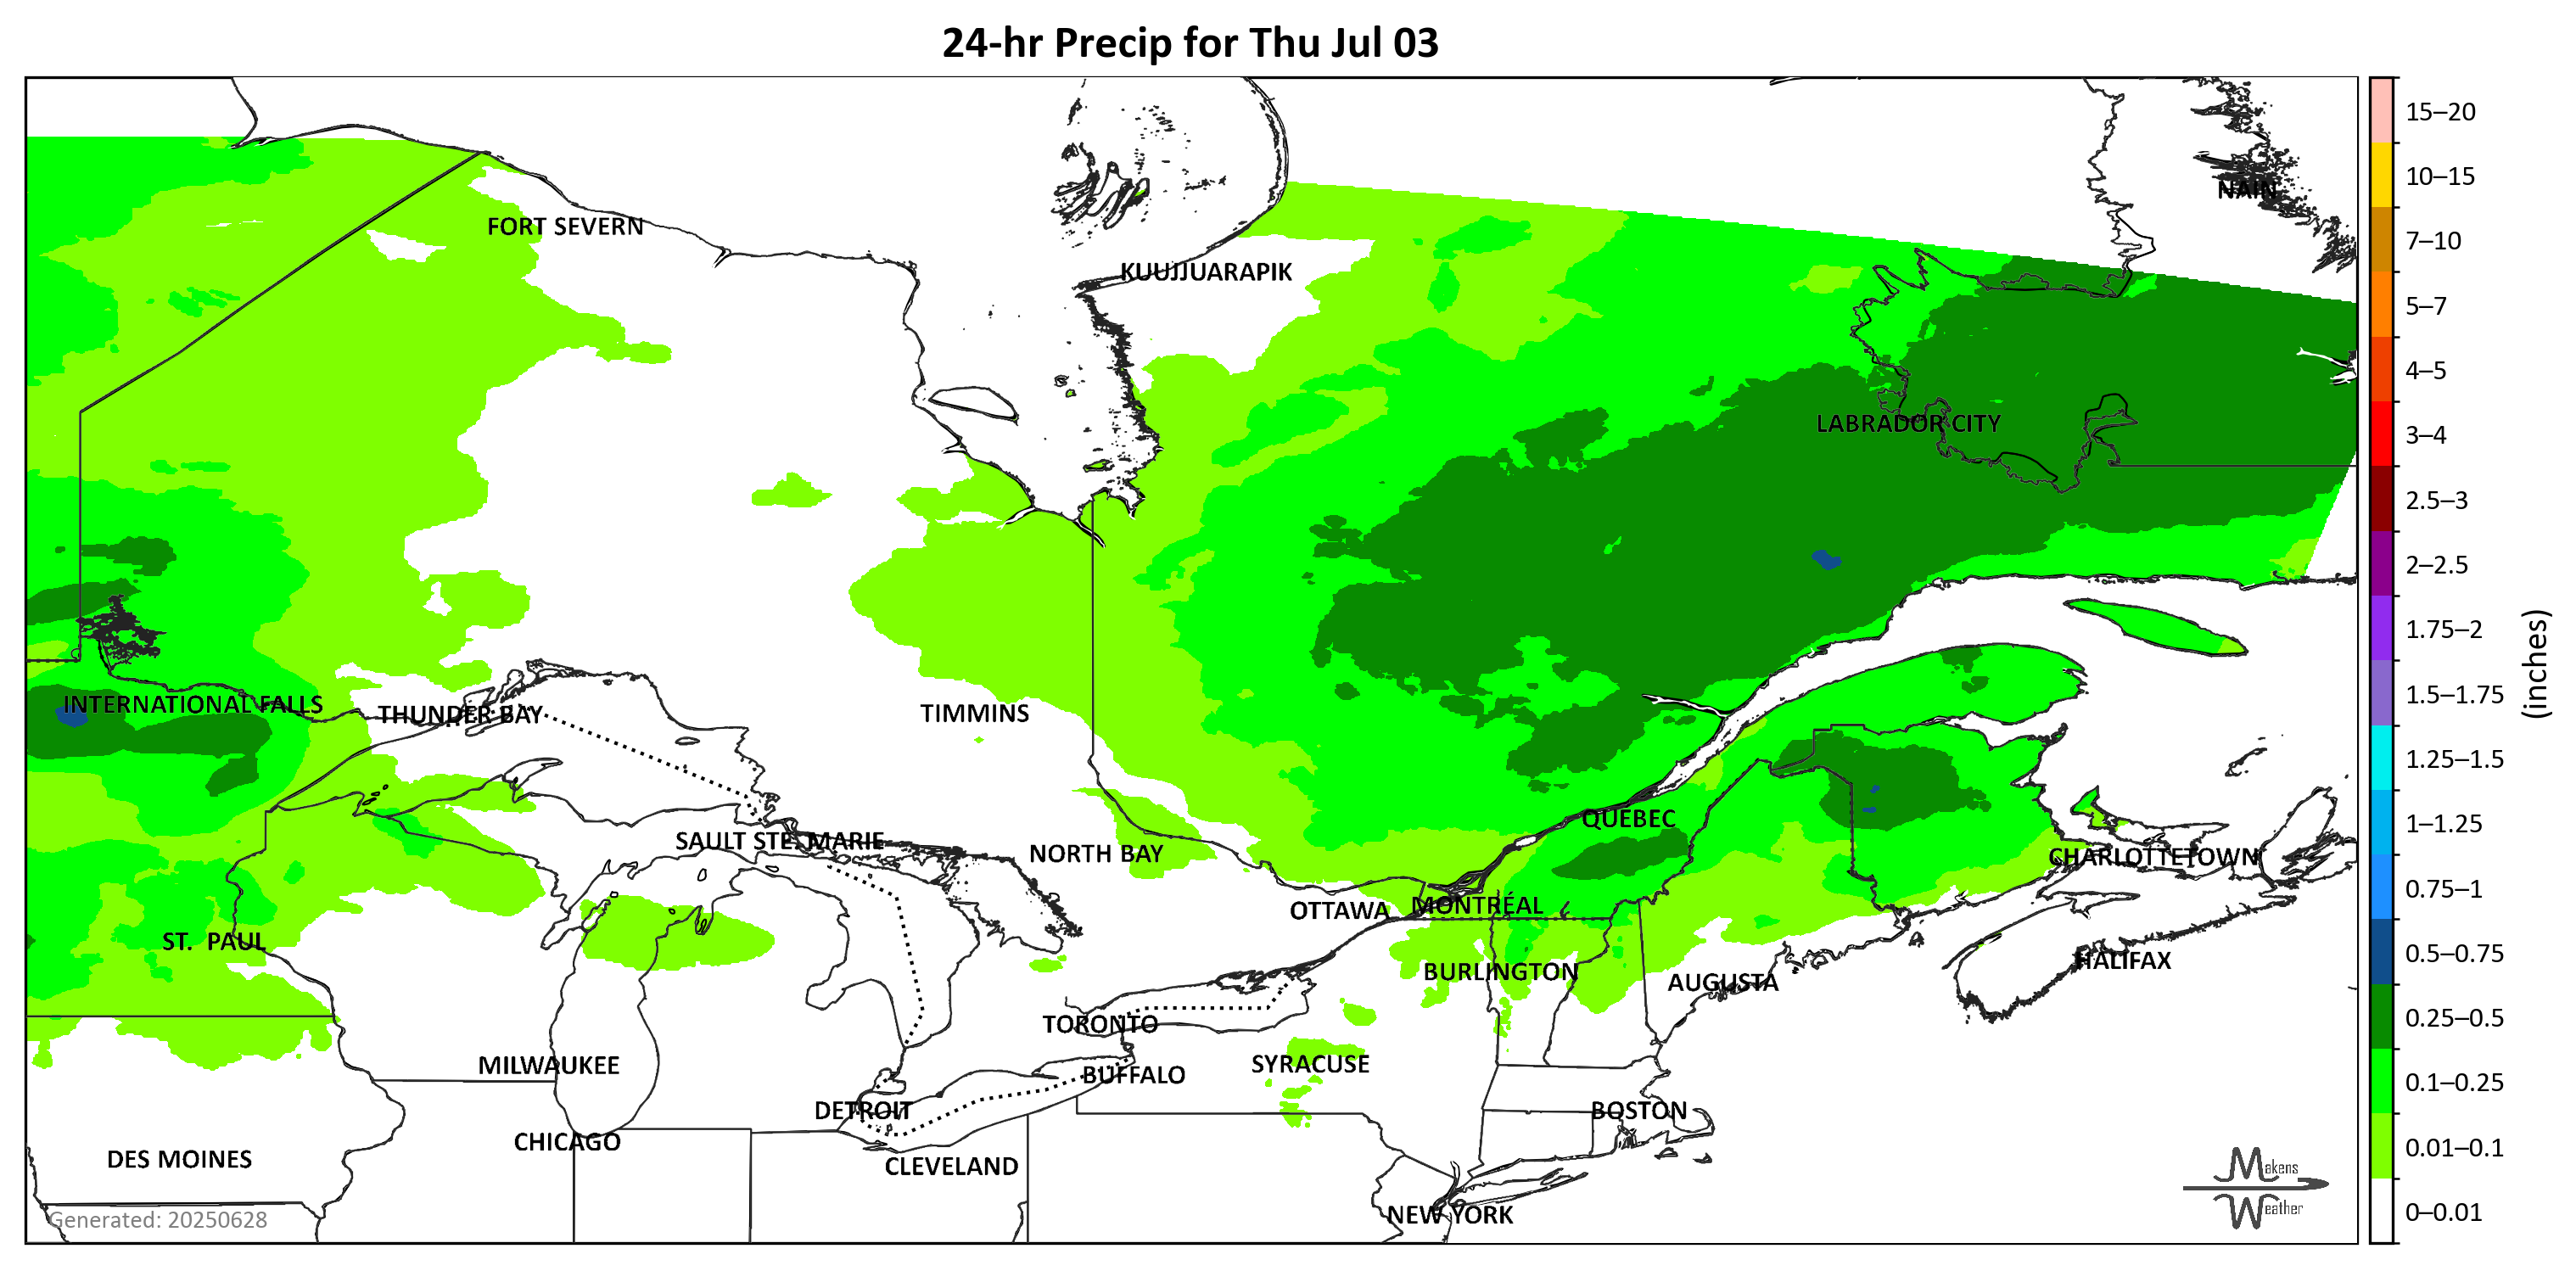 24-hr Precip for Thu Jul 03
15–20
10–15
7–10
5–7
4–5
3–4
2.5–3
2–2.5
1.75–2
1.5–1.75
1.25–1.5
1–1.25
0.75–1
0.5–0.75
0.25–0.5
0.1–0.25
0.01–0.1
0–0.01
(inches)
NAIN
FORT SEVERN
KUUJJUARAPIK
LABRADOR CITY
INTERNATIONAL FALLS
THUNDER BAY
TIMMINS
QUEBEC
SAULT STE. MARIE
NORTH BAY
CHARLOTTETOWN
OTTAWA
MONTRÉAL
ST. PAUL
HALIFAX
BURLINGTON
AUGUSTA
TORONTO
MILWAUKEE
SYRACUSE
BUFFALO
DETROIT
BOSTON
CHICAGO
DES MOINES
CLEVELAND
NEW YORK
Generated: 20250628
Makens
Weather